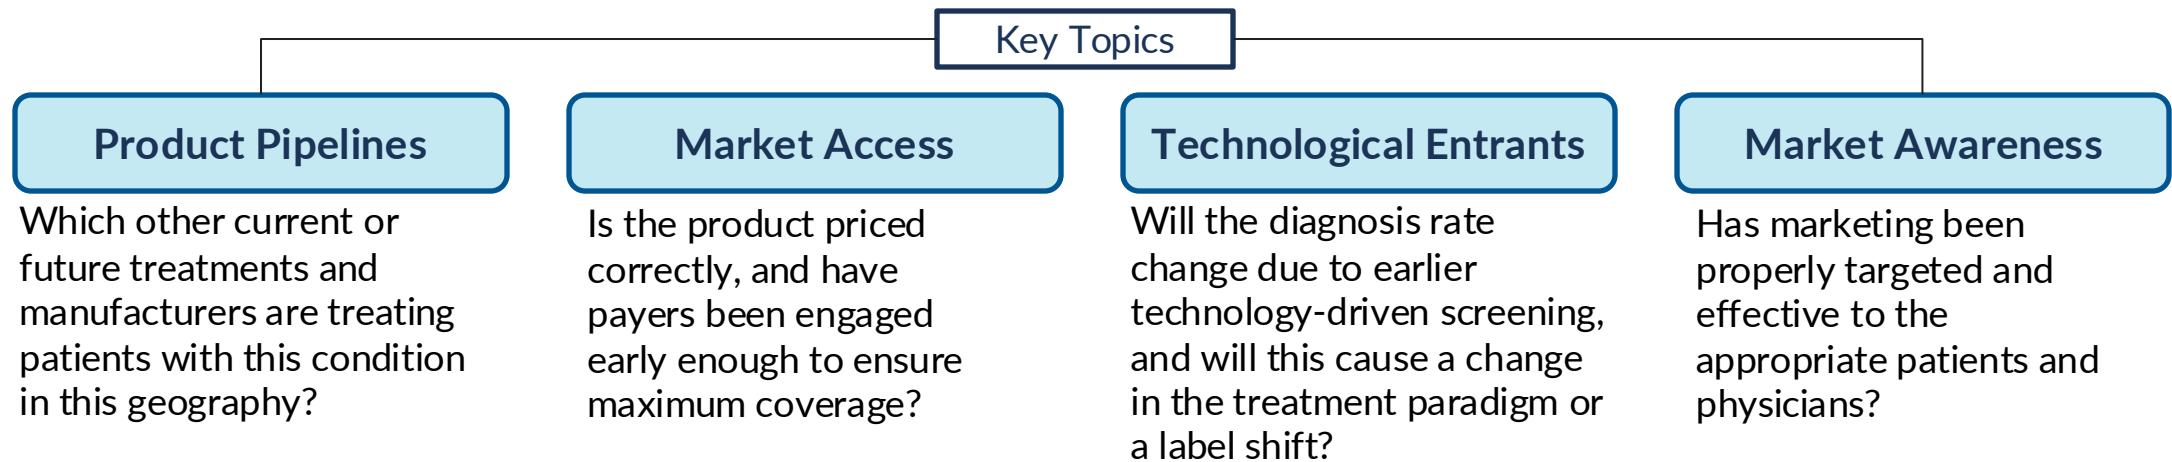 Key Topics
Product Pipelines
Which other current or
future treatments and
manufacturers are treating
patients with this condition
in this geography?
Market Access
Is the product priced
correctly, and have
payers been engaged
early enough to ensure
maximum coverage?
Technological Entrants
Will the diagnosis rate
change due to earlier
technology-driven screening,
and will this cause a change
in the treatment paradigm or
a label shift?
Market Awareness
Has marketing been
properly targeted and
effective to the
appropriate patients and
physicians?